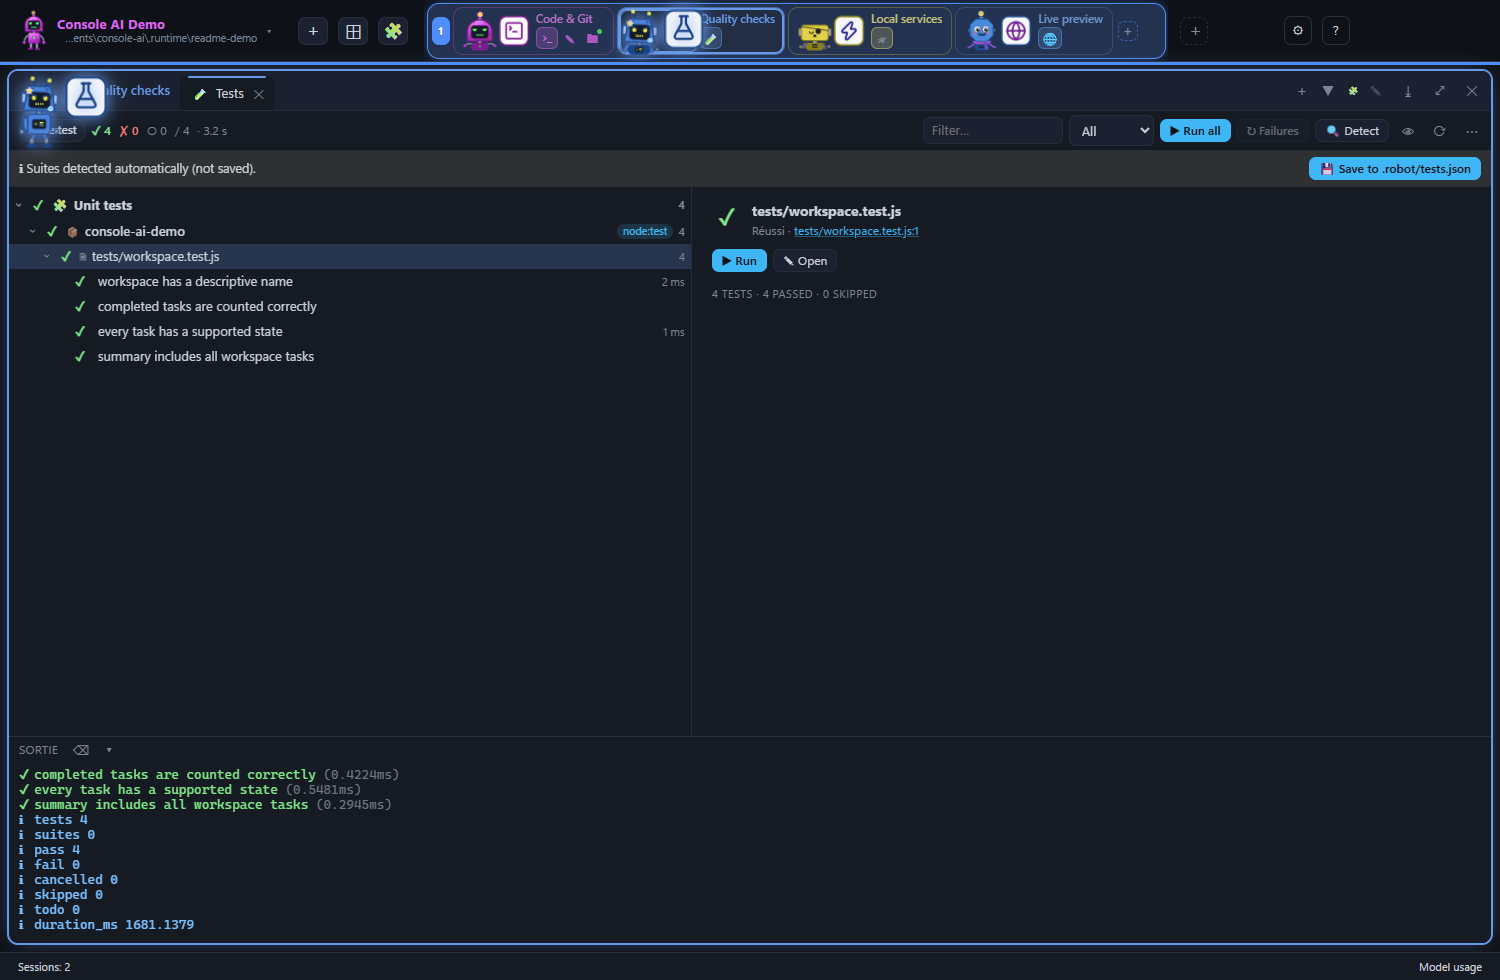 Console AI Demo
...ents\console-ai\.runtime\readme-demo
1
Code & Git
Quality checks
Local services
Live preview
?
lity checks
Tests
test
4
0
0
/ 4
· 3.2 s
Filter...
All
Run all
Failures
Detect
Suites detected automatically (not saved).
Save to .robot/tests.json
Unit tests
4
console-ai-demo
node:test
4
tests/workspace.test.js
4
workspace has a descriptive name
2 ms
completed tasks are counted correctly
every task has a supported state
1 ms
summary includes all workspace tasks
tests/workspace.test.js
Réussi · tests/workspace.test.js:1
Run
Open
4 TESTS · 4 PASSED · 0 SKIPPED
SORTIE
✔ completed tasks are counted correctly (0.4224ms)
✔ every task has a supported state (0.5481ms)
✔ summary includes all workspace tasks (0.2945ms)
ℹ tests 4
ℹ suites 0
ℹ pass 4
ℹ fail 0
ℹ cancelled 0
ℹ skipped 0
ℹ todo 0
ℹ duration_ms 1681.1379
Sessions: 2
Model usage